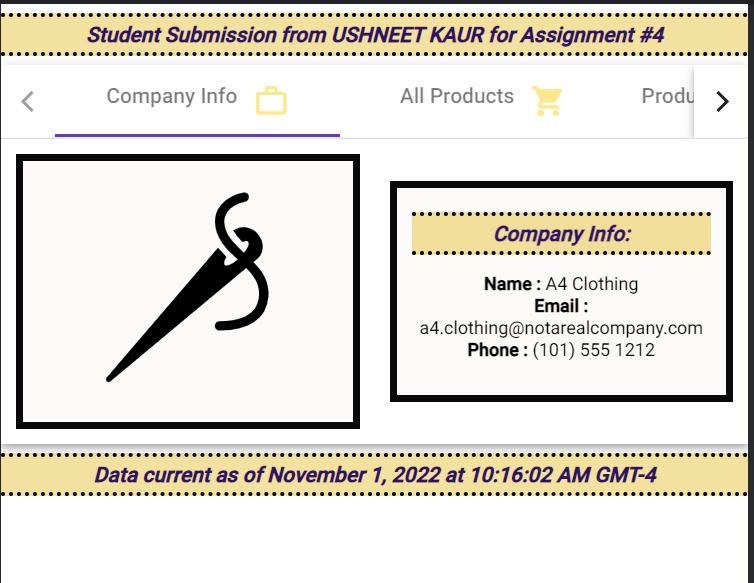 Student Submission from USHNEET KAUR for Assignment #4
Company Info
All Products
Produ
Company Info:
Name : A4 Clothing
Email :
a4.clothing@notarealcompany.com
Phone : (101) 555 1212
Data current as of November 1, 2022 at 10:16:02 AM GMT-4